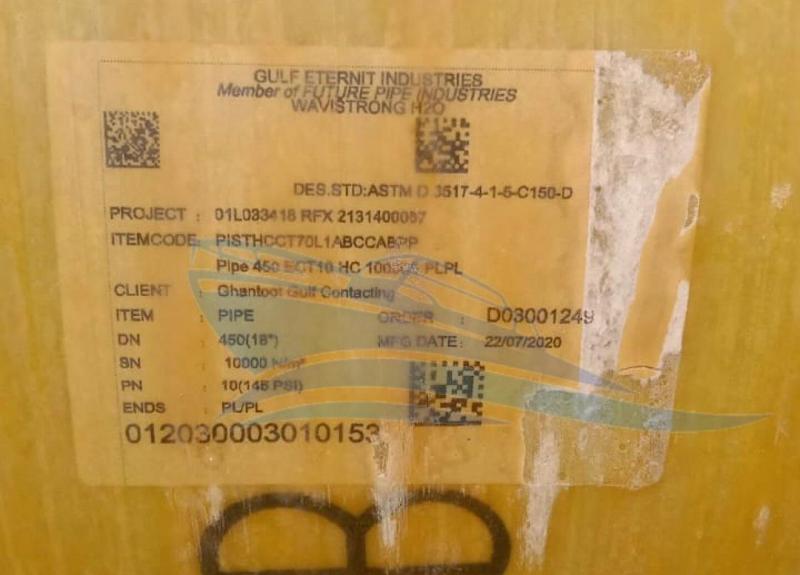 GULF ETERNIT INDUSTRIES
Member of FUTURE PIPE INDUSTRIES
WAVISTRONG H2O
DES.STD:ASTM D 3517-4-1-5-C150-D
PROJECT : 01L033418 RFX 2131400087
ITEMCODE: PISTHCCT70L1ABCCABPP
Pipe 450 ECT10 HC PLPL
CLIENT : Ghantoot Gulf Contacting
ITEM : PIPE ORDER : D03001249
DN : 450(18") MFG DATE: 22/07/2020
SN : 10000 N/m²
PN : 10(145 PSI)
ENDS : PL/PL
012030003010153
B